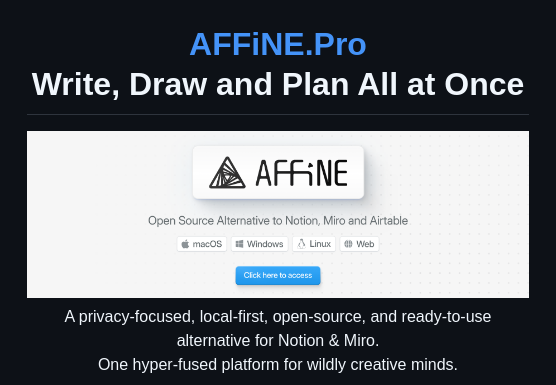 AFFiNE.Pro
Write, Draw and Plan All at Once
AFFiNE
Open Source Alternative to Notion, Miro and Airtable
macOS Windows Linux Web
Click here to access
A privacy-focused, local-first, open-source, and ready-to-use
alternative for Notion & Miro.
One hyper-fused platform for wildly creative minds.